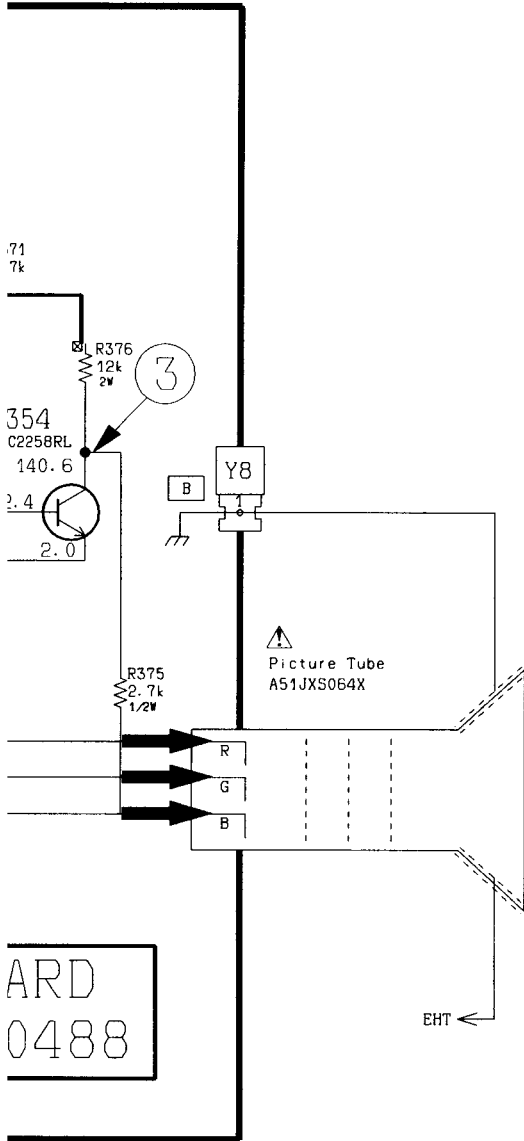 71
7k
R376
12k
2W
3
354
C2258RL
140.6
2.4
2.0
Y8
B
1
Picture Tube
A51JXS064X
R375
2.7k
1/2W
R
G
B
ARD
0488
EHT